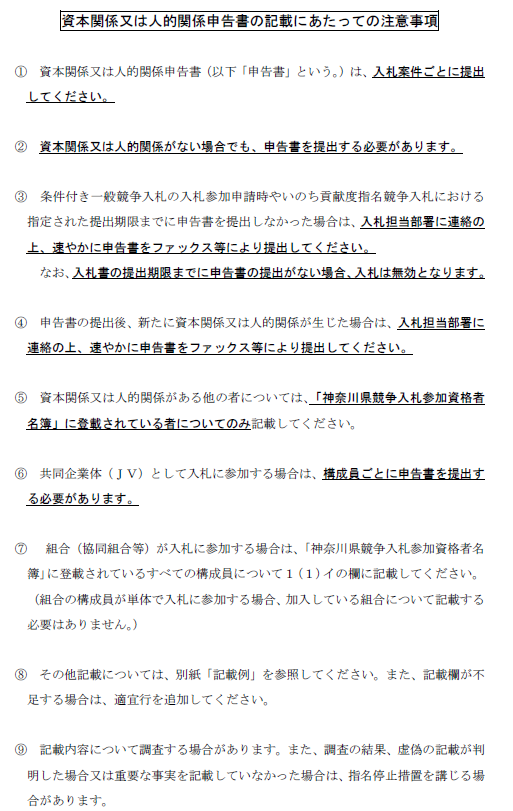 資本関係又は人的関係申告書の記載にあたっての注意事項
① 資本関係又は人的関係申告書(以下「申告書」という。)は、入札案件ごとに提出
してください。
② 資本関係又は人的関係がない場合でも、申告書を提出する必要があります。
③ 条件付き一般競争入札の入札参加申請時やいのち貢献度指名競争入札における
指定された提出期限までに申告書を提出しなかった場合は、入札担当部署に連絡の
上、速やかに申告書をファックス等により提出してください。
なお、入札書の提出期限までに申告書の提出がない場合、入札は無効となります。
④ 申告書の提出後、新たに資本関係又は人的関係が生じた場合は、入札担当部署に
連絡の上、速やかに申告書をファックス等により提出してください。
⑤ 資本関係又は人的関係がある他の者については、「神奈川県競争入札参加資格者
名簿」に登載されている者についてのみ記載してください。
⑥ 共同企業体(JV)として入札に参加する場合は、構成員ごとに申告書を提出す
る必要があります。
⑦ 組合(協同組合等)が入札に参加する場合は、「神奈川県競争入札参加資格者名
簿」に登載されているすべての構成員について1(1)イの欄に記載してください。
(組合の構成員が単体で入札に参加する場合、加入している組合について記載する
必要はありません。)
⑧ その他記載については、別紙「記載例」を参照してください。また、記載欄が不
足する場合は、適宜行を追加してください。
⑨ 記載内容について調査する場合があります。また、調査の結果、虚偽の記載が判
明した場合又は重要な事実を記載していなかった場合は、指名停止措置を講じる場
合があります。